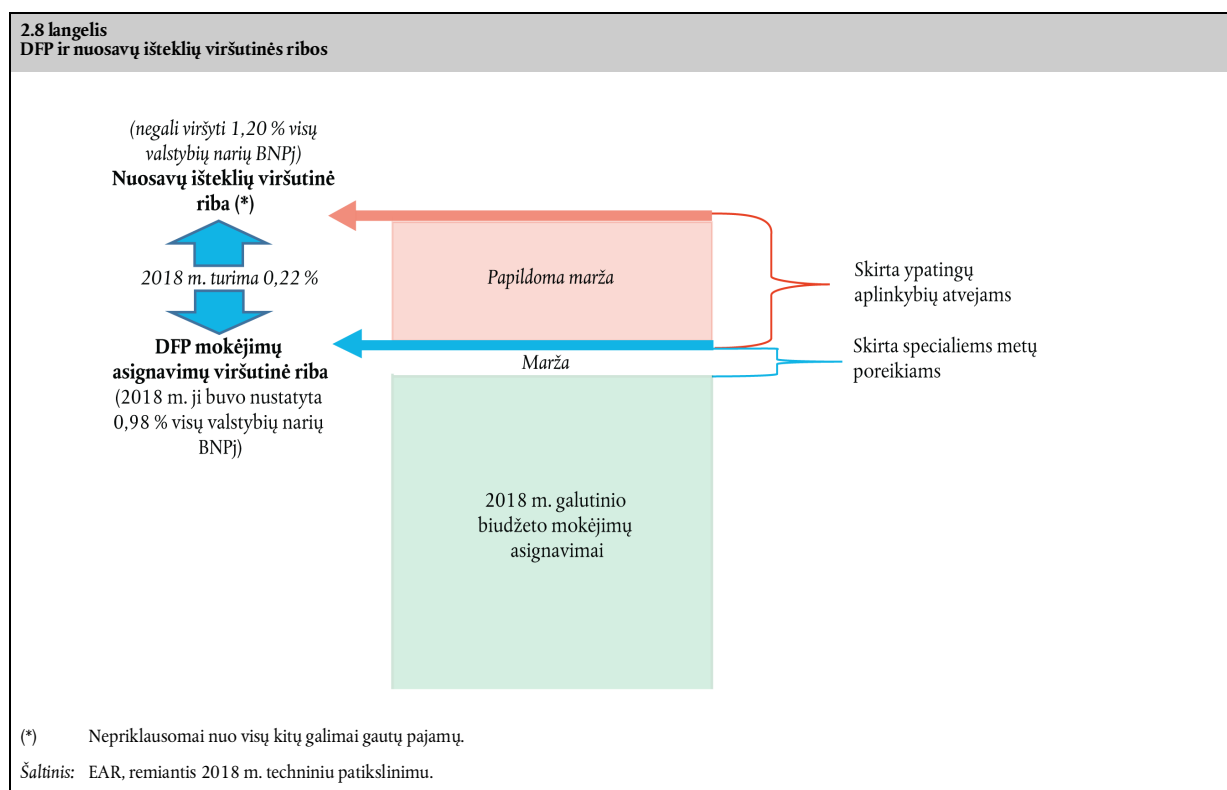 2.8 langelis
DFP ir nuosavų išteklių viršutinės ribos
(negali viršyti 1,20 % visų
valstybių narių BNPj)
Nuosavų išteklių viršutinė
riba (*)
2018 m. turima 0,22 %
DFP mokėjimų
asignavimų viršutinė riba
(2018 m. ji buvo nustatyta
0,98 % visų valstybių narių
BNPj)
Papildoma marža
Marža
2018 m. galutinio
biudžeto mokėjimų
asignavimai
Skirta ypatingų
aplinkybių atvejams
Skirta specialiems metų
poreikiams
(*) Nepriklausomai nuo visų kitų galimai gautų pajamų.
Šaltinis: EAR, remiantis 2018 m. techniniu patikslinimu.